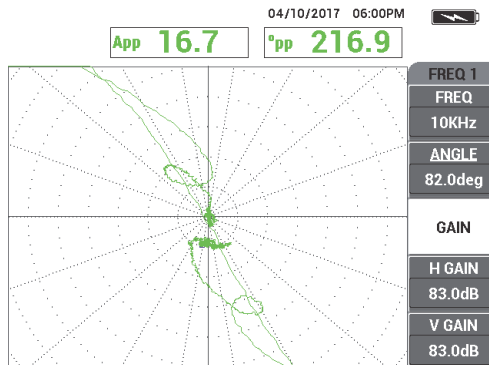 04/10/2017 06:00PM
App 16.7
°pp 216.9
FREQ 1
FREQ
10KHz
ANGLE
82.0deg
GAIN
H GAIN
83.0dB
V GAIN
83.0dB